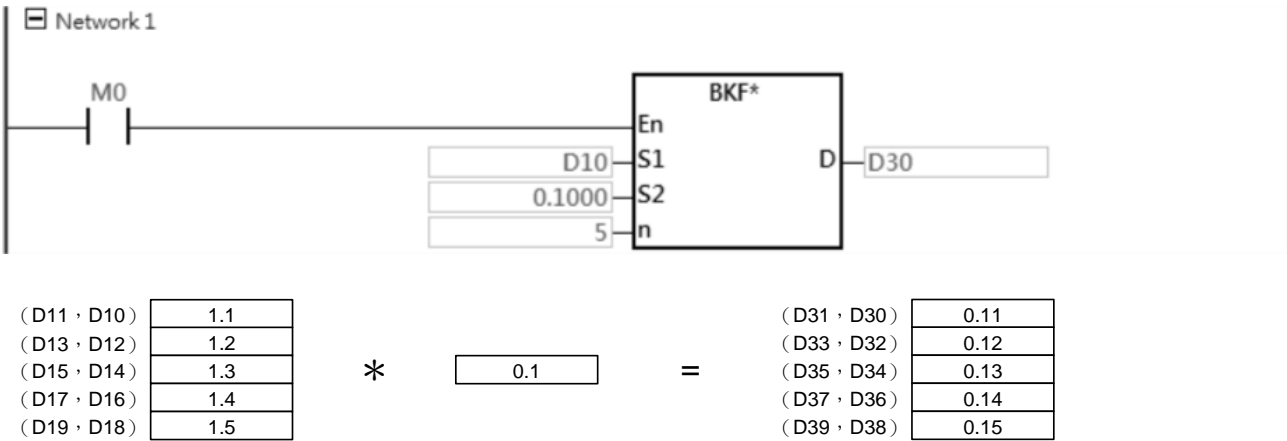 Network 1
M0
BKF*
En
D10 S1 D D30
0.1000 S2
5 n
（D11，D10） 1.1 （D31，D30） 0.11
（D13，D12） 1.2 （D33，D32） 0.12
（D15，D14） 1.3 * 0.1 = （D35，D34） 0.13
（D17，D16） 1.4 （D37，D36） 0.14
（D19，D18） 1.5 （D39，D38） 0.15